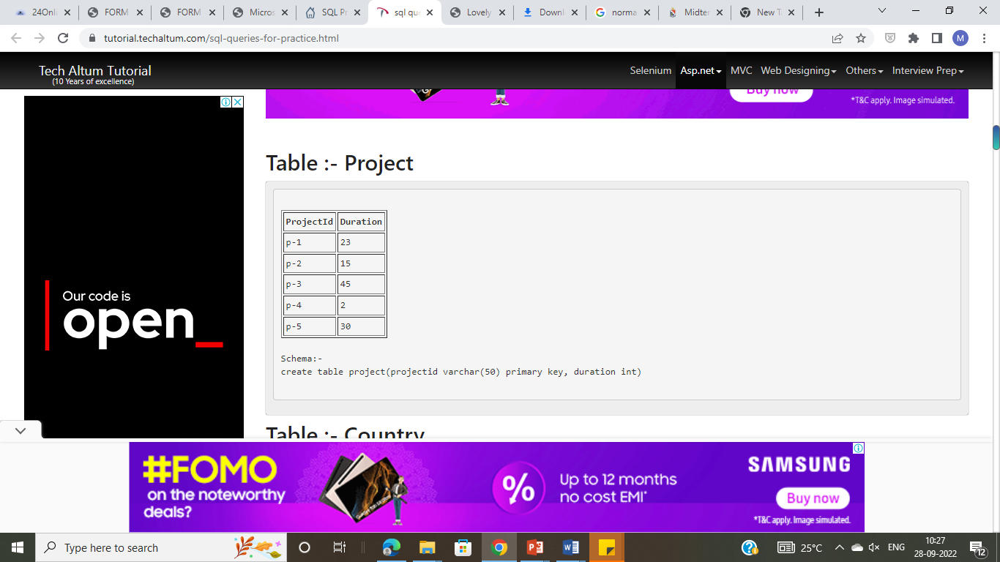 24Onli
FORM
FORM
Micros
SQL Pr
sql que
Lovely
Downl
norma
Midter
New T
tutorial.techaltum.com/sql-queries-for-practice.html
M
Tech Altum Tutorial
(10 Years of excellence)
Selenium Asp.net MVC Web Designing Others Interview Prep
Buy now
*T&C apply. Image simulated.
Our code is
open_
Table :- Project
ProjectId Duration
p-1 23
p-2 15
p-3 45
p-4 2
p-5 30
Schema:-
create table project(projectid varchar(50) primary key, duration int)
Table :- Country
#FOMO
on the noteworthy
deals?
%
Up to 12 months
no cost EMI*
SAMSUNG
Buy now
*T&C apply. Image simulated.
Type here to search
25°C
ENG
10:27
28-09-2022
12